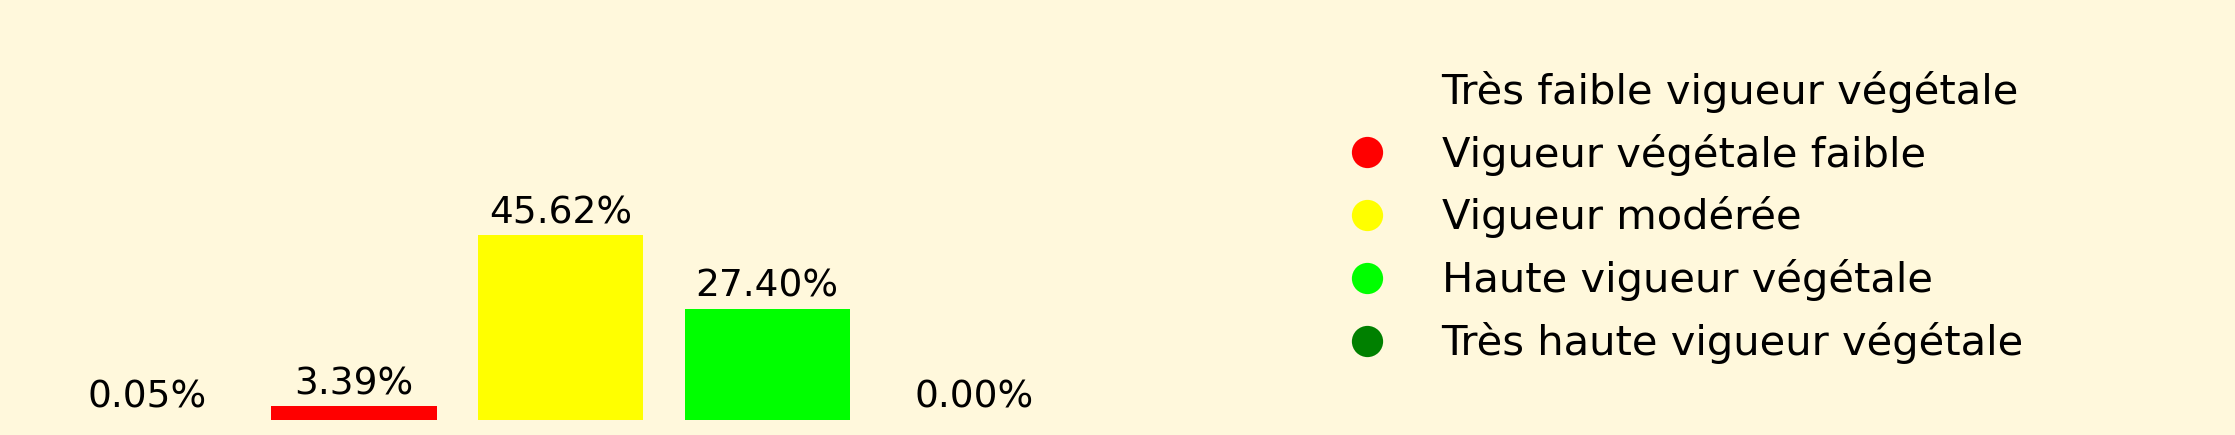 0.05%
3.39%
45.62%
27.40%
0.00%
Très faible vigueur végétale
Vigueur végétale faible
Vigueur modérée
Haute vigueur végétale
Très haute vigueur végétale